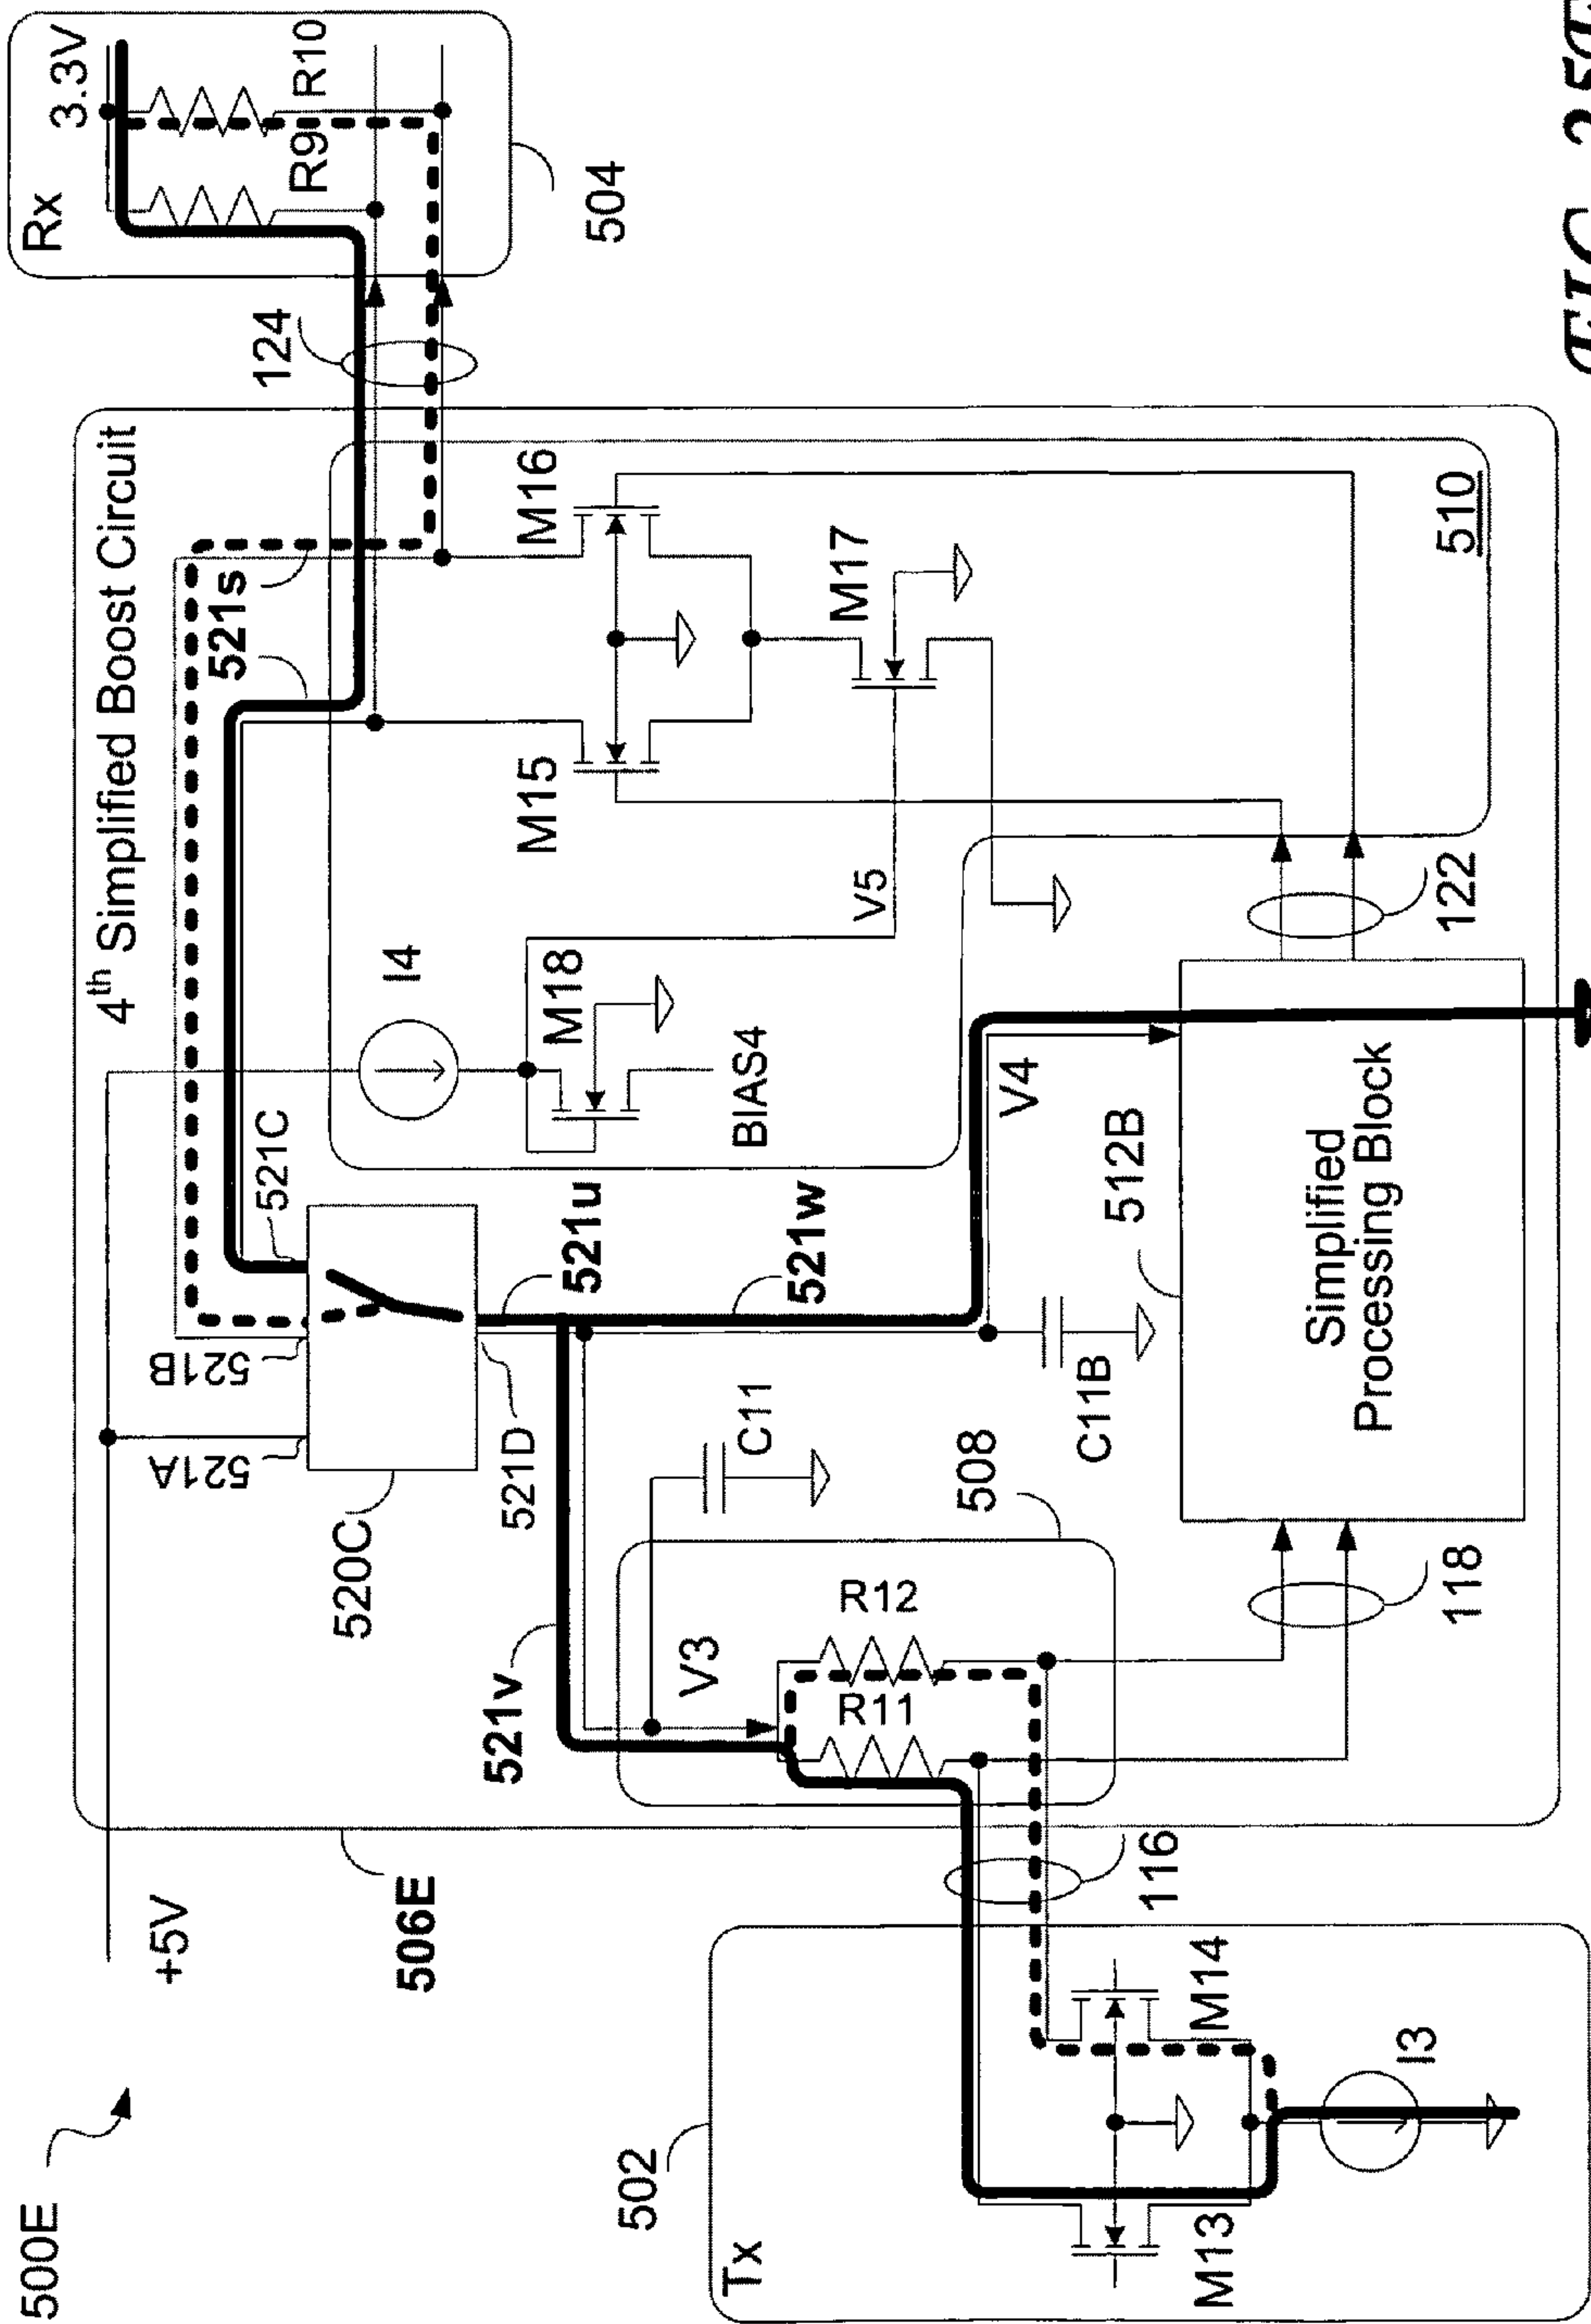 500E
+5V
506E
4th Simplified Boost Circuit
Rx
3.3V
R9
R10
504
124
521s
521C
521B
521A
520C
521D
521u
521w
521v
I4
M18
BIAS4
V5
M15
M16
M17
510
V3
R11
R12
508
C11
C11B
V4
512B
Simplified
Processing Block
122
118
116
502
Tx
M13
M14
I3